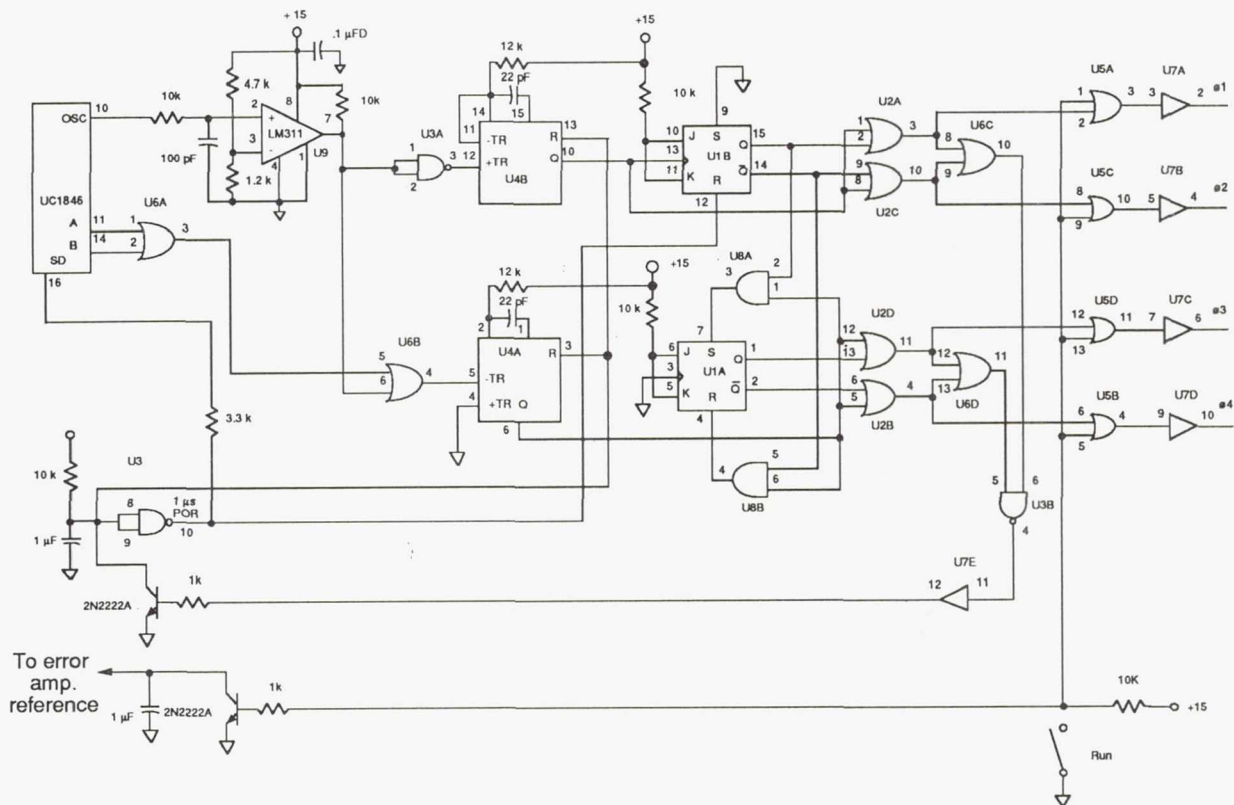 + 15
.1 µFD
4.7 k
10k
8
7
2
+
3
-
LM311
4
1
U9
1.2 k
100 pF
10k
10
OSC
UC1846
A
11
B
14
SD
16
U6A
1
2
3
U3A
1
2
3
12 k
22 pF
14
15
11
-TR
12
+TR
R
13
Q
10
U4B
+15
10 k
9
10
J
S
Q
15
13
U1B
14
Q
11
K
R
12
U2A
1
2
3
9
8
10
U2C
U6C
8
9
10
U5A
1
2
3
U7A
3
2
ø1
U5C
8
9
10
U7B
5
4
ø2
12 k
22 pF
2
1
U4A
R
3
5
-TR
4
+TR
Q
6
U6B
5
6
4
+15
10 k
U8A
3
2
1
7
6
J
S
Q
1
3
U1A
2
Q
5
K
R
4
U2D
12
13
11
6
5
4
U2B
12
13
11
U6D
U5D
12
13
11
U7C
7
6
ø3
U5B
6
5
4
U7D
9
10
ø4
5
6
4
U8B
5
6
U3B
4
3.3 k
10 k
U3
8
9
1 µs
POR
10
1 µF
2N2222A
1k
U7E
12
11
To error
amp.
reference
1 µF
2N2222A
1k
10K
+15
Run